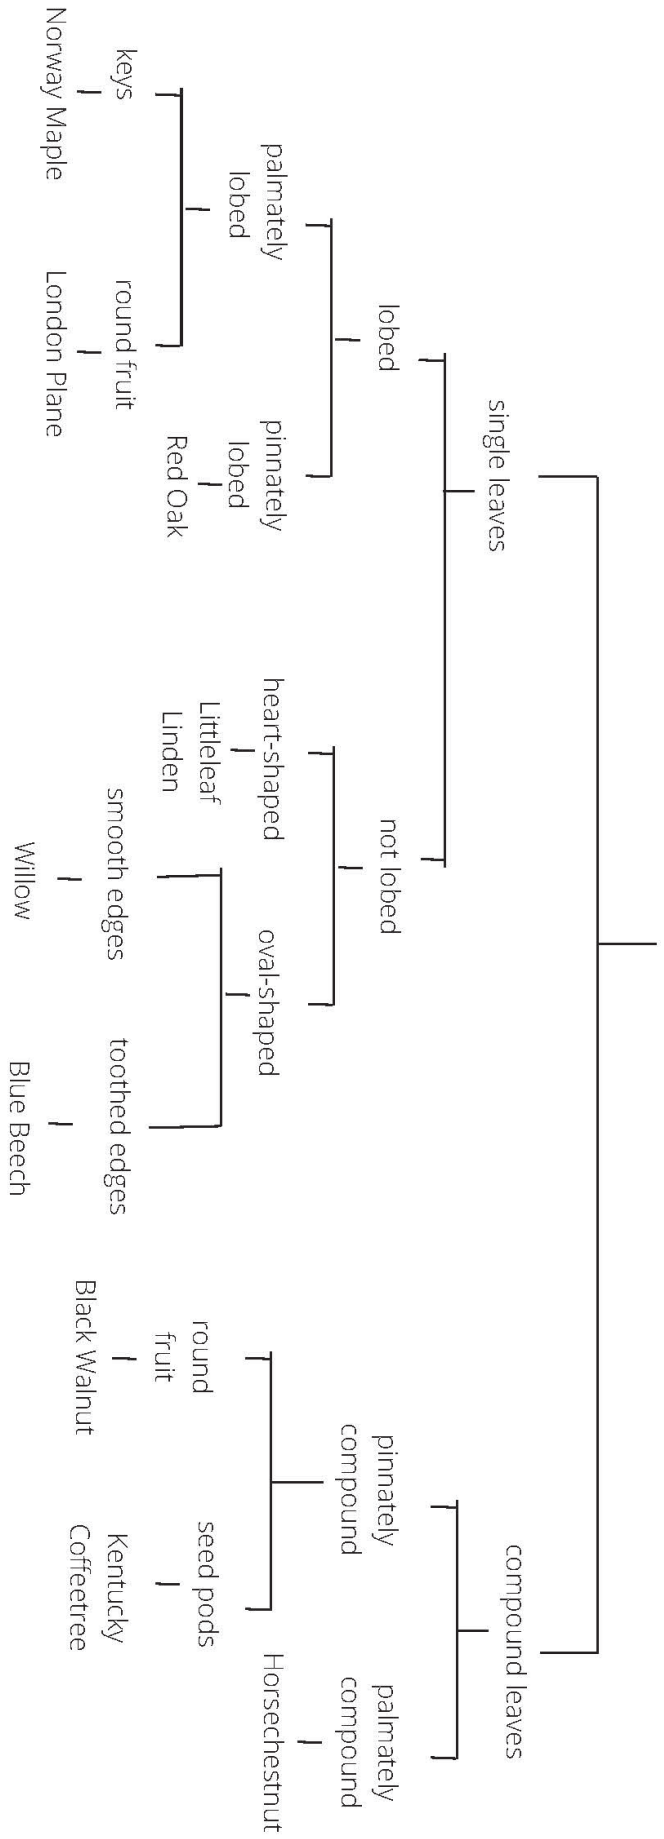 single leaves
compound leaves
lobed
not lobed
pinnately
compound
palmately
compound
palmately
lobed
pinnately
lobed
heart-shaped
oval-shaped
round
fruit
seed pods
Horsechestnut
keys
round fruit
Red Oak
Littleleaf
Linden
smooth edges
toothed edges
Black Walnut
Kentucky
Coffeetree
Norway Maple
London Plane
Willow
Blue Beech